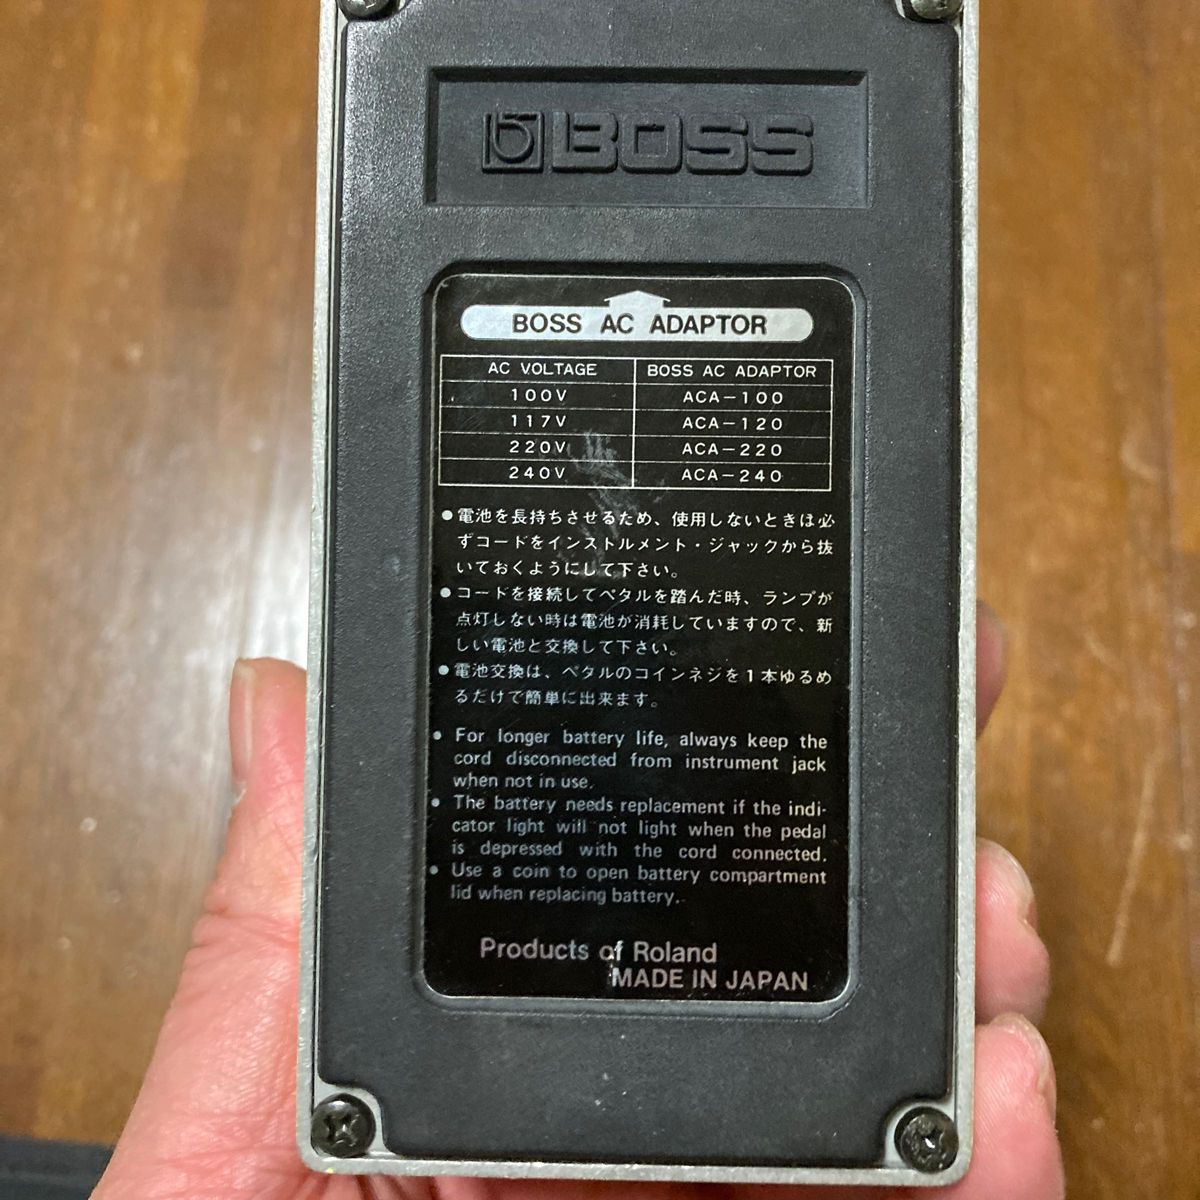 BOSS
BOSS AC ADAPTOR
AC VOLTAGE BOSS AC ADAPTOR
100V ACA-100
117V ACA-120
220V ACA-220
240V ACA-240
●電池を長持ちさせるため、使用しないときは必
ずコードをインストルメント・ジャックから抜
いておくようにして下さい。
●コードを接続してペタルを踏んだ時、ランプが
点灯しない時は電池が消耗していますので、新
しい電池と交換して下さい。
●電池交換は、ペタルのコインネジを1本ゆるめ
るだけで簡単に出来ます。
● For longer battery life, always keep the
cord disconnected from instrument jack
when not in use.
● The battery needs replacement if the indi-
cator light will not light when the pedal
is depressed with the cord connected.
● Use a coin to open battery compartment
lid when replacing battery.
Products of Roland
MADE IN JAPAN